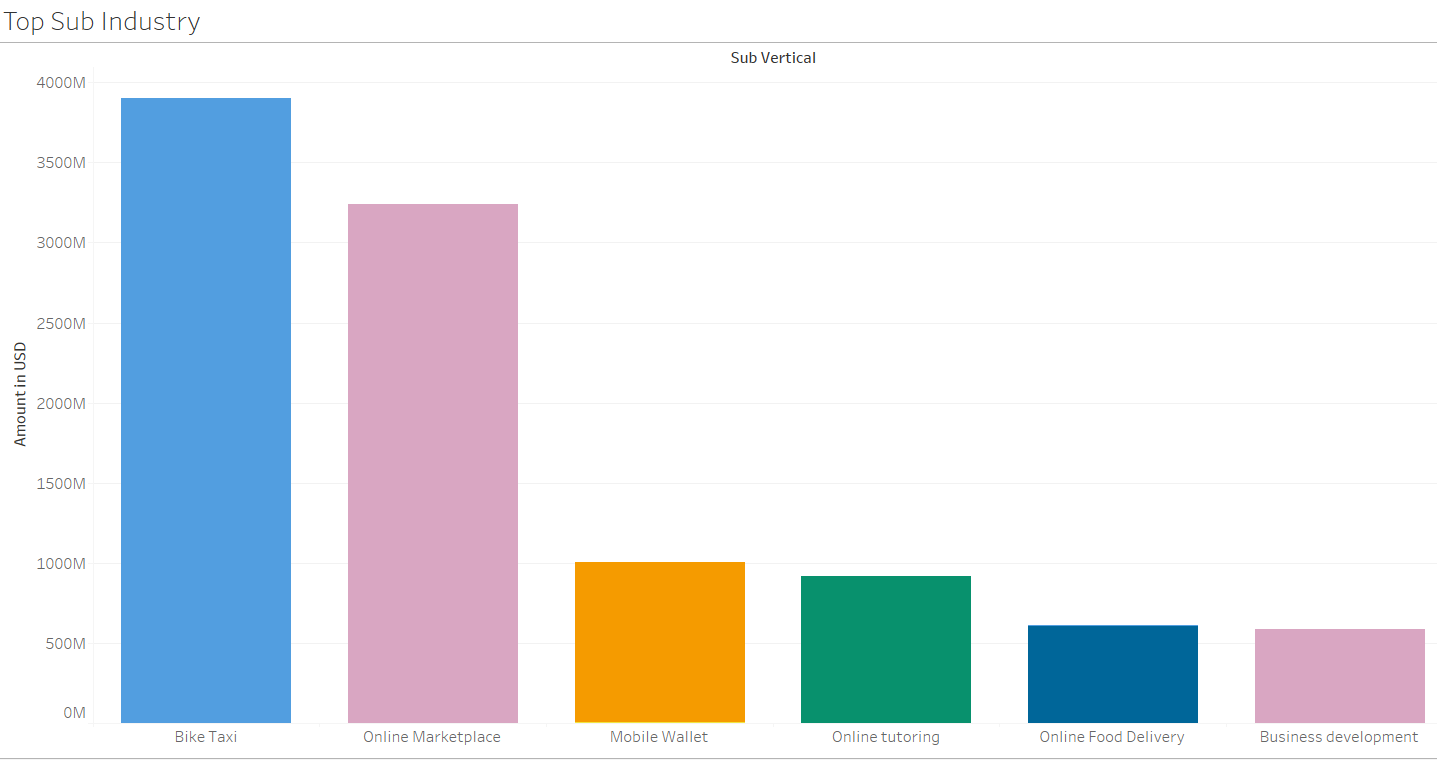 Top Sub Industry
Sub Vertical
4000M
3500M
3000M
2500M
2000M
1500M
1000M
500M
0M
Amount in USD
Bike Taxi
Online Marketplace
Mobile Wallet
Online tutoring
Online Food Delivery
Business development